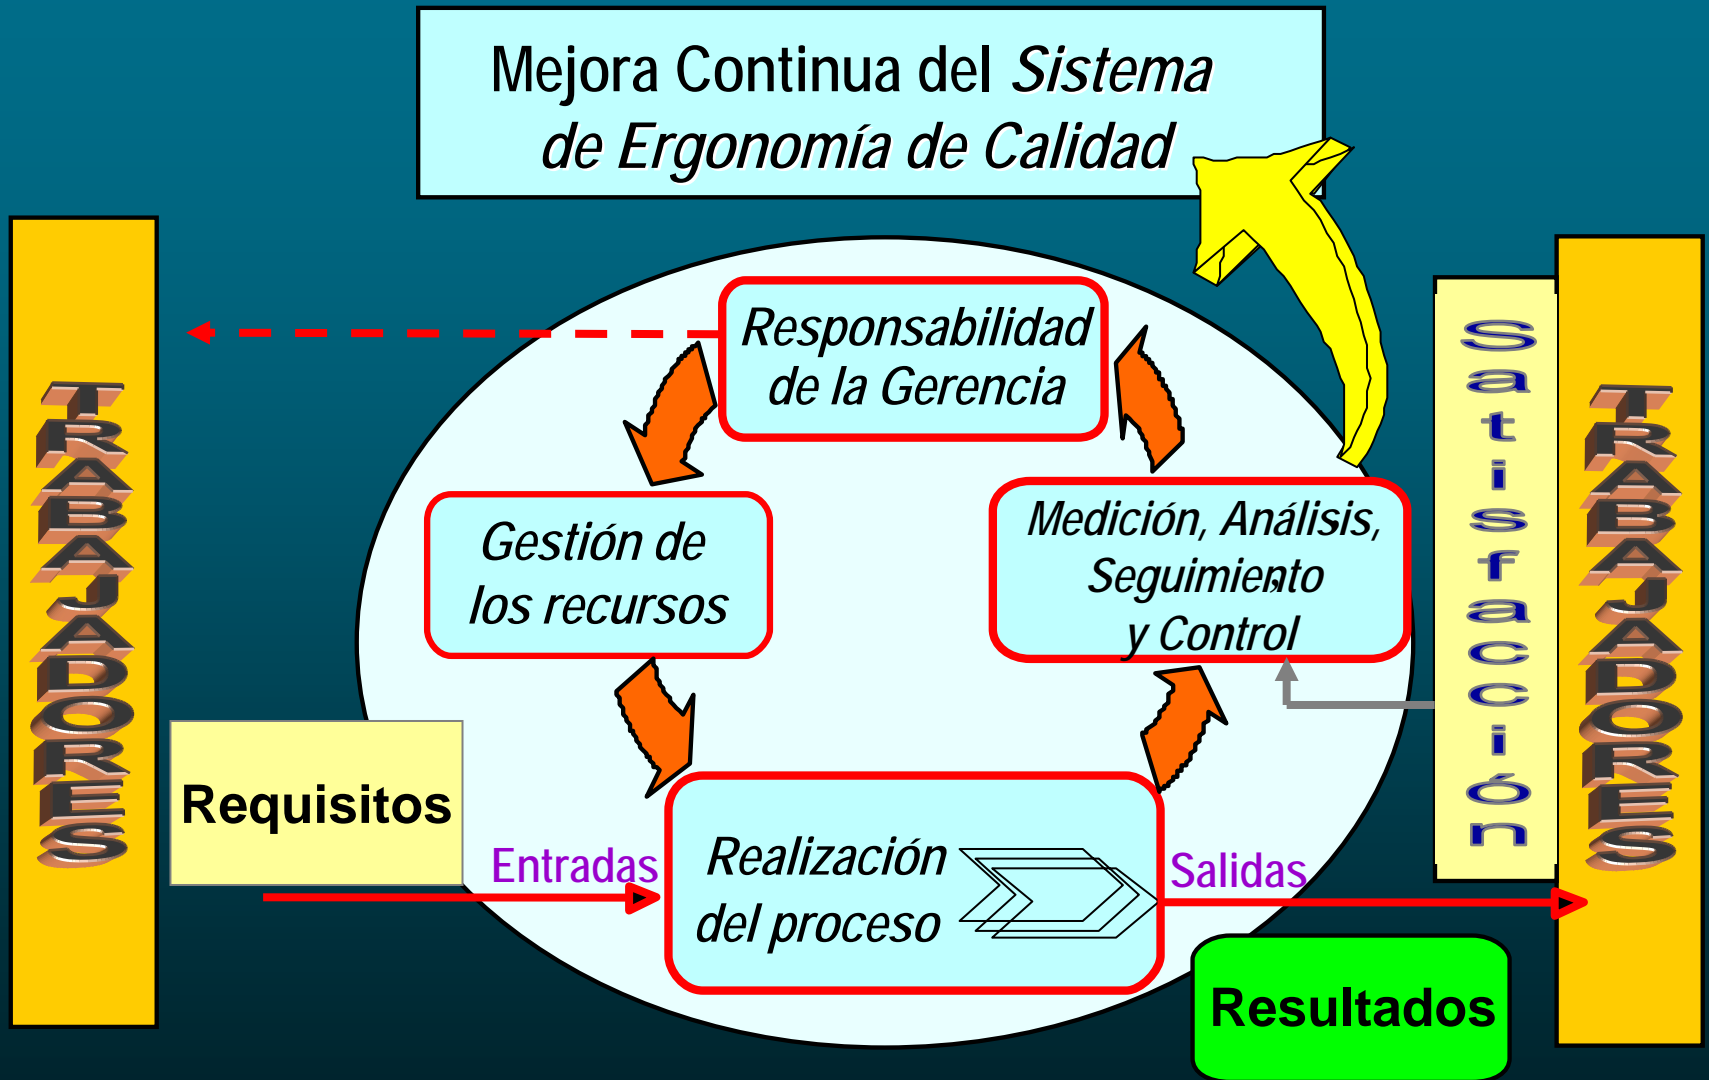 Mejora Continua del Sistema
de Ergonomía de Calidad
TRABAJADORES
Responsabilidad
de la Gerencia
Gestión de
los recursos
Medición, Análisis,
Seguimiento
y Control
Satisfacción
TRABAJADORES
Requisitos
Entradas
Realización
del proceso
Salidas
Resultados